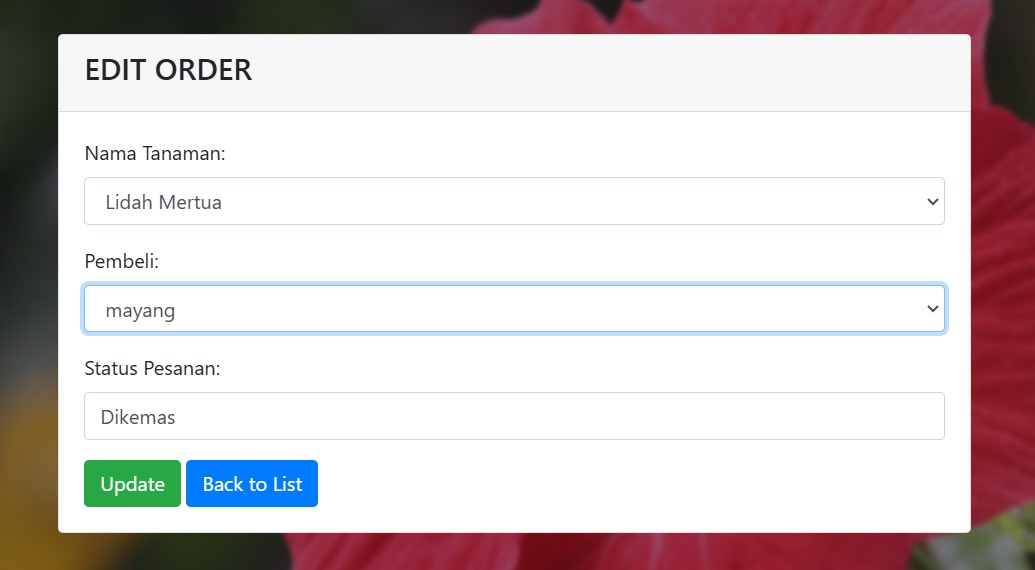 EDIT ORDER
Nama Tanaman:
Lidah Mertua
Pembeli:
mayang
Status Pesanan:
Dikemas
Update Back to List